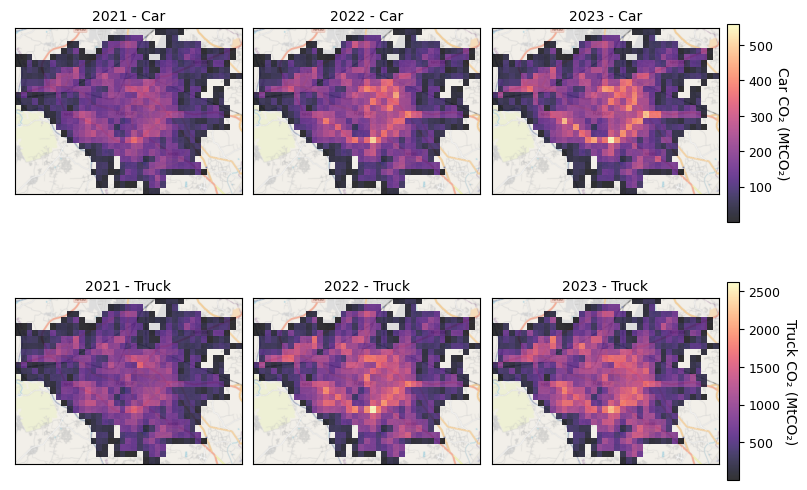 2021 - Car
2022 - Car
2023 - Car
500
400
300
200
100
Car CO₂ (MtCO₂)
2021 - Truck
2022 - Truck
2023 - Truck
2500
2000
1500
1000
500
Truck CO₂ (MtCO₂)